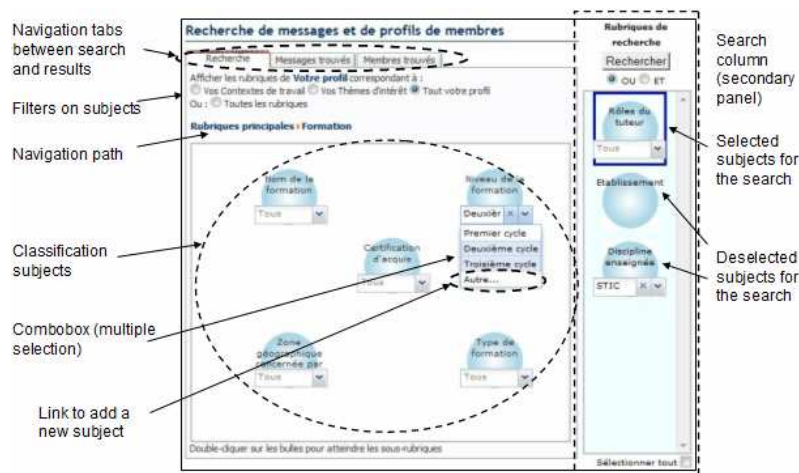 Navigation tabs
between search
and results
Filters on subjects
Navigation path
Classification
subjects
Combobox (multiple
selection)
Link to add a
new subject
Recherche de messages et de profils de membres
Recherche
Messages trouvés
Membres trouvés
Afficher les rubriques de Votre profil correspondant à :
Vos Contextes de travail Vos Thèmes d'intérêt Tout votre profil
Ou : Toutes les rubriques
Rubriques principales › Formation
Nom de la
formation
Tous
Niveau de la
formation
Deuxièr
Premier cycle
Deuxième cycle
Troisième cycle
Autre...
Certification
d'acquis
Tous
Zone
géographique
concernée par
Tous
Type de
formation
Tous
Double-cliquer sur les bulles pour atteindre les sous-rubriques
Rubriques de
recherche
Rechercher
OU ET
Rôles du
tuteur
Tous
Etablissement
Discipline
enseignée
STIC
Sélectionner tout
Search
column
(secondary
panel)
Selected
subjects for
the search
Deselected
subjects for
the search